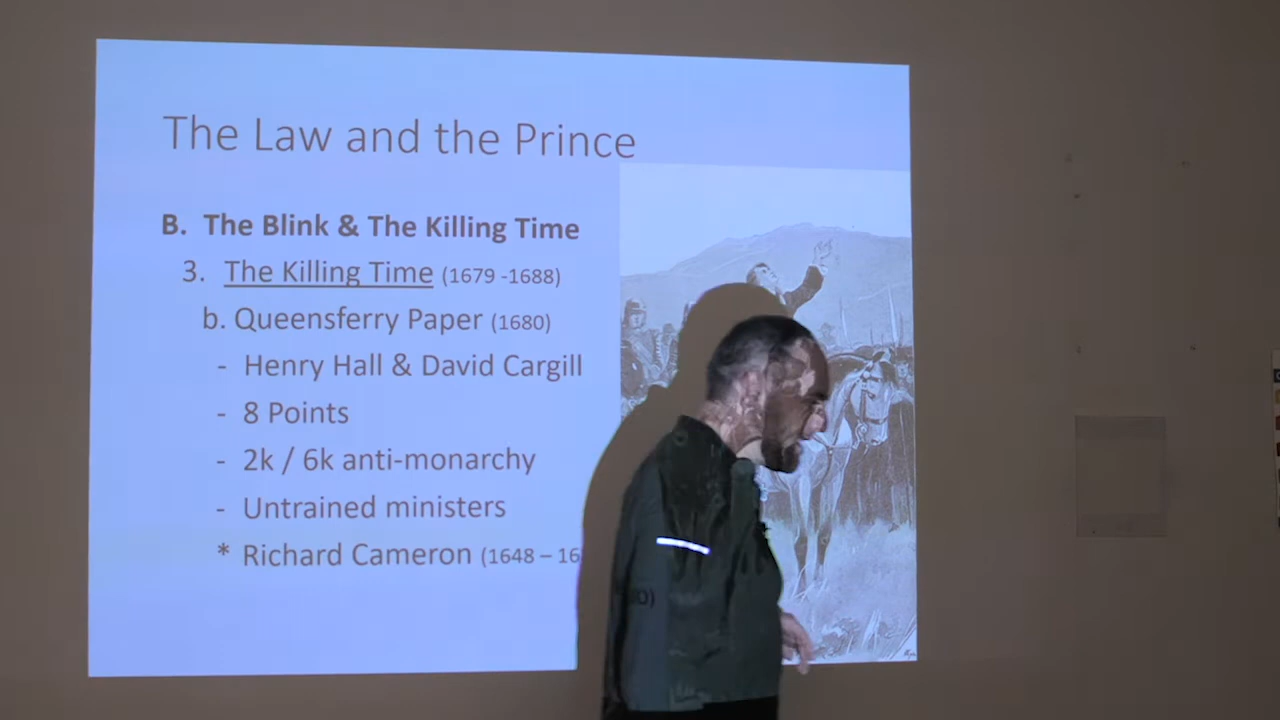 The Law and the Prince
B. The Blink & The Killing Time
3. The Killing Time (1679 -1688)
b. Queensferry Paper (1680)
- Henry Hall & David Cargill
- 8 Points
- 2k / 6k anti-monarchy
- Untrained ministers
* Richard Cameron (1648 – 16